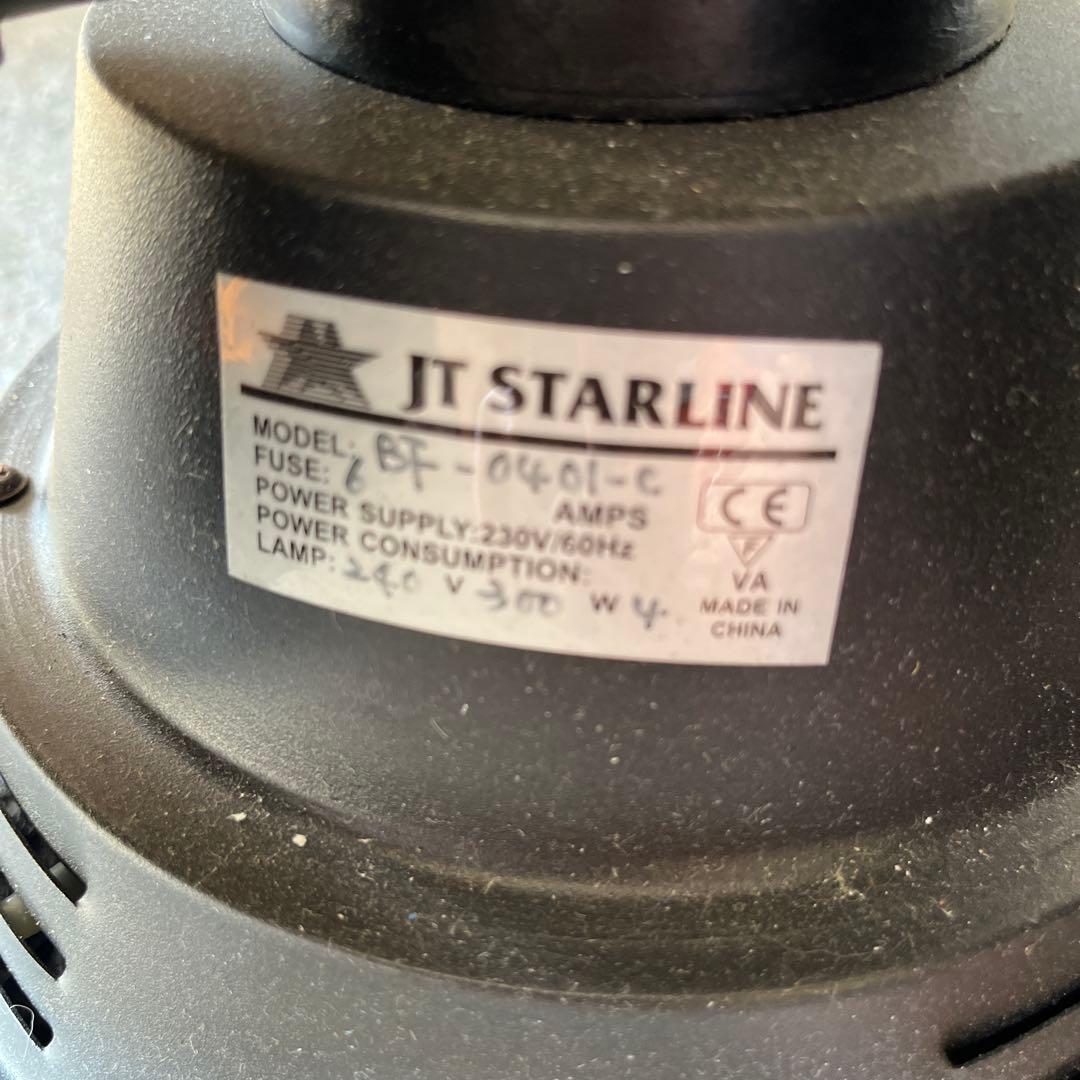 JT STARLINE
MODEL: BF-0401-C
FUSE: 6 AMPS
POWER SUPPLY:230V/60Hz
POWER CONSUMPTION: VA
LAMP: 240 V 300 W 4
CE
F
MADE IN
CHINA